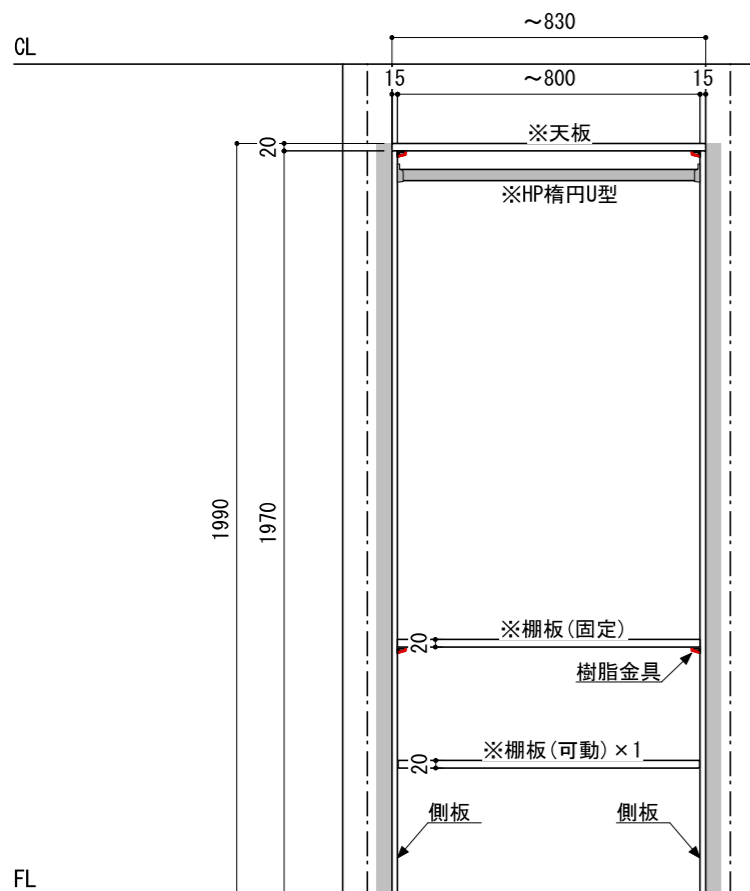 ~830
CL
15
~800
15
20
※天板
※HP楕円U型
1990
1970
※棚板(固定)
20
樹脂金具
※棚板(可動)×1
20
側板
側板
FL